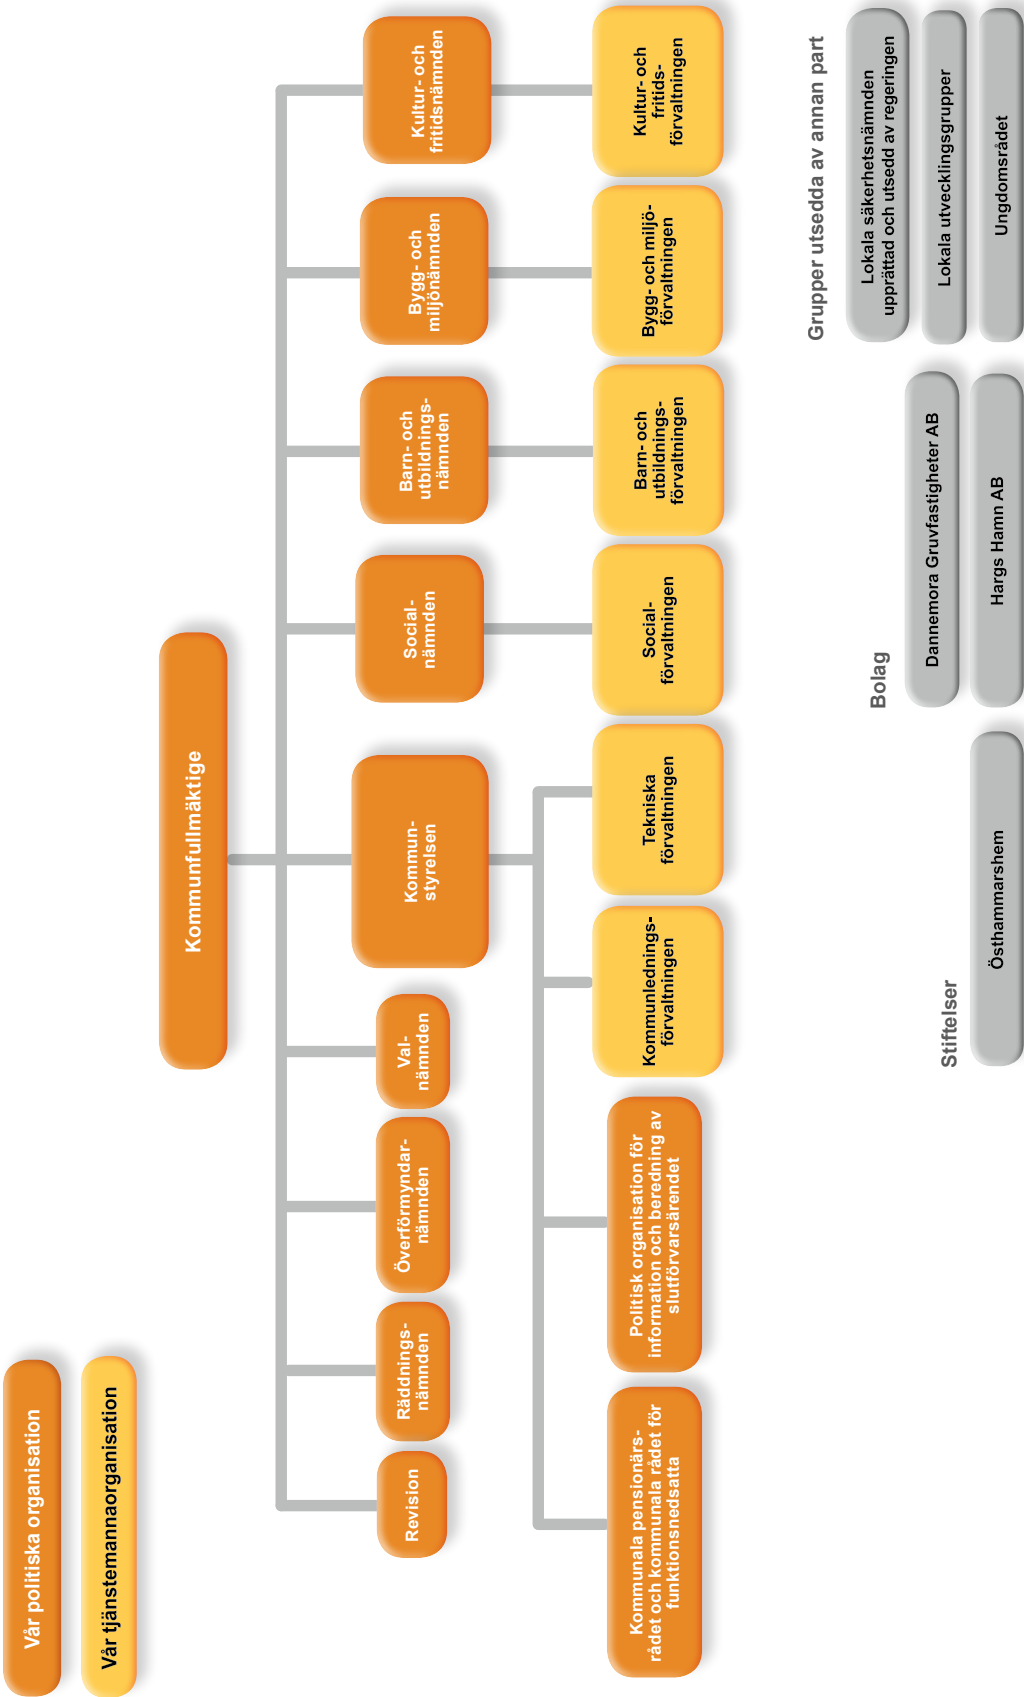 Vår politiska organisation
Vår tjänstemannaorganisation
Kommunfullmäktige
Revision
Räddnings-
nämnden
Överförmyndar-
nämnden
Val-
nämnden
Kommun-
styrelsen
Social-
nämnden
Barn- och
utbildnings-
nämnden
Bygg- och
miljönämnden
Kultur- och
fritidsnämnden
Kommunala pensionärs-
rådet och kommunala rådet för
funktionsnedsatta
Politisk organisation för
information och beredning av
slutförvarsärendet
Kommunlednings-
förvaltningen
Tekniska
förvaltningen
Social-
förvaltningen
Barn- och
utbildnings-
förvaltningen
Bygg- och miljö-
förvaltningen
Kultur- och
fritids-
förvaltningen
Stiftelser
Östhammarshem
Bolag
Dannemora Gruvfastigheter AB
Hargs Hamn AB
Grupper utsedda av annan part
Lokala säkerhetsnämnden
upprättad och utsedd av regeringen
Lokala utvecklingsgrupper
Ungdomsrådet